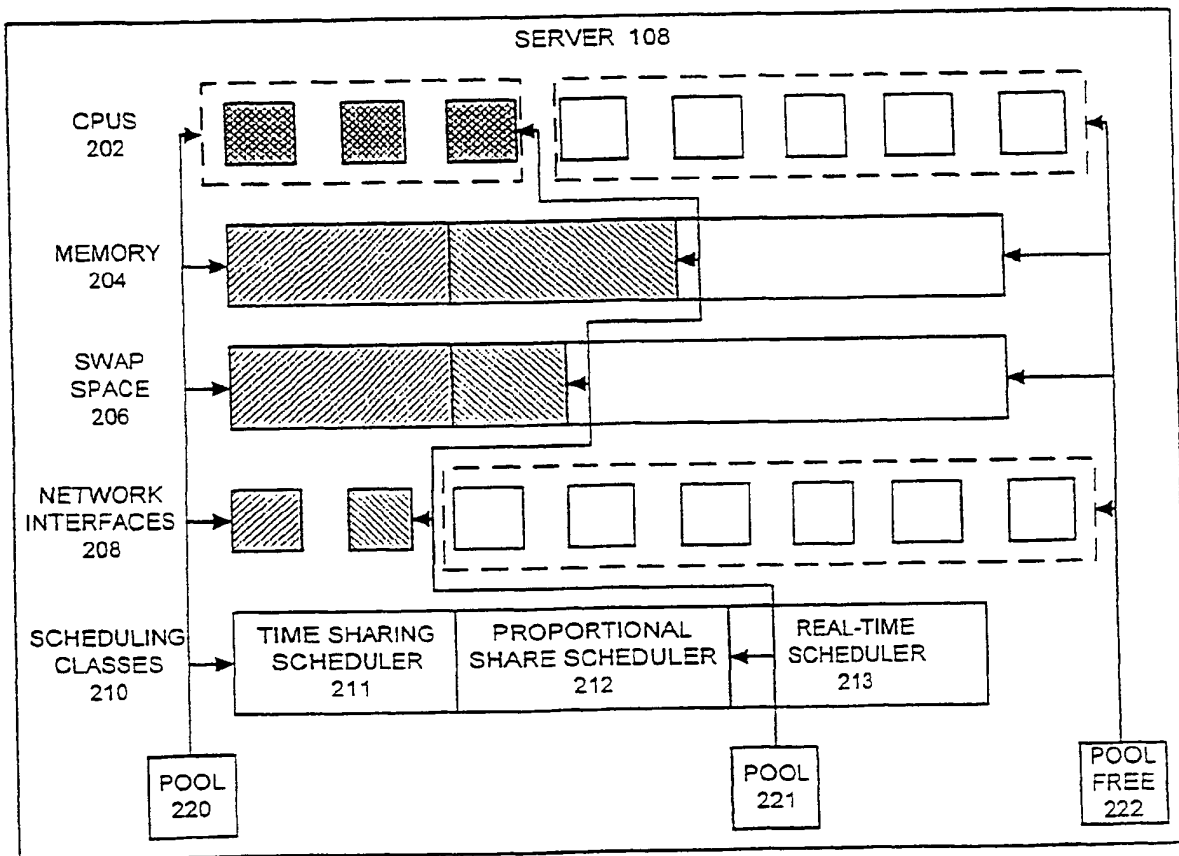 SERVER 108
CPUS
202
MEMORY
204
SWAP
SPACE
206
NETWORK
INTERFACES
208
SCHEDULING
CLASSES
210
TIME SHARING
SCHEDULER
211
PROPORTIONAL
SHARE SCHEDULER
212
REAL-TIME
SCHEDULER
213
POOL
220
POOL
221
POOL
FREE
222